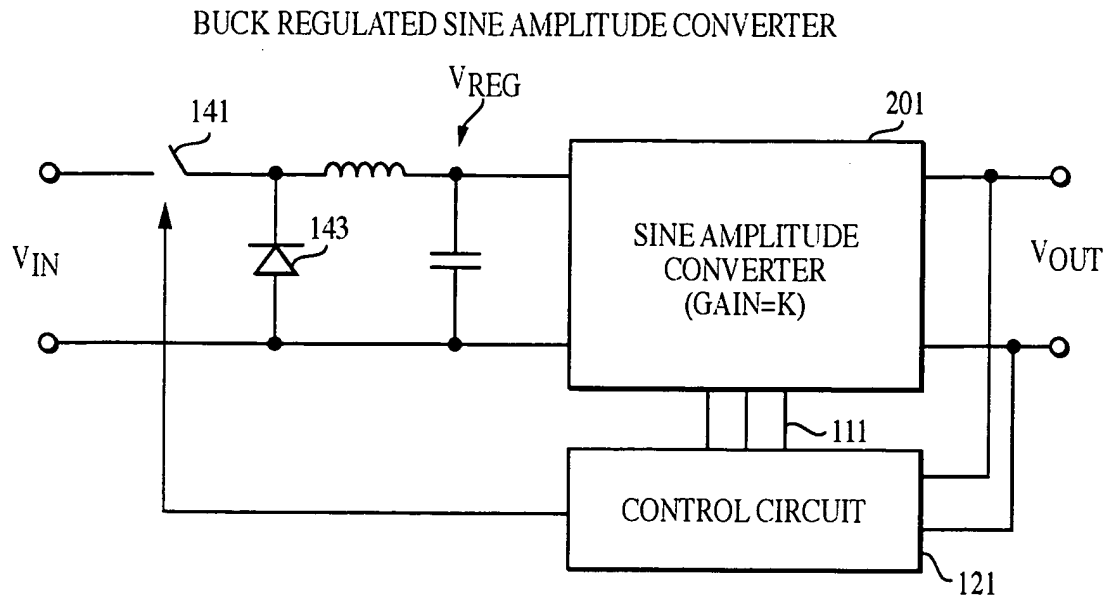 BUCK REGULATED SINE AMPLITUDE CONVERTER
VREG
141
201
143
VIN
SINE AMPLITUDE
CONVERTER
(GAIN=K)
VOUT
111
CONTROL CIRCUIT
121